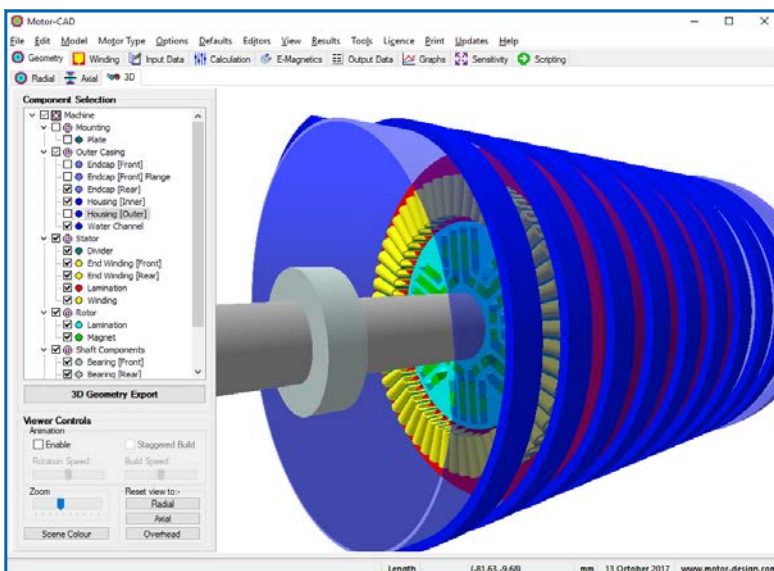 Motor-CAD
File Edit Model Motor Type Options Defaults Editors View Results Tools Licence Print Updates Help
Geometry Winding Input Data Calculation E-Magnetics Output Data Graphs Sensitivity Scripting
Radial Axial 3D
Component Selection
Machine
Mounting
Plate
Outer Casing
Endcap [Front]
Endcap [Front] Flange
Endcap [Rear]
Housing [Inner]
Housing [Outer]
Water Channel
Stator
Divider
End Winding [Front]
End Winding [Rear]
Lamination
Winding
Rotor
Lamination
Magnet
Shaft Components
Bearing [Front]
Bearing [Rear]
3D Geometry Export
Viewer Controls
Animation
Enable Staggered Build
Rotation Speed: Build Speed:
Zoom Reset view to:-
Radial
Axial
Scene Colour Overhead
Length (-81.63,-9.68) mm 13 October 2017 www.motor-design.com